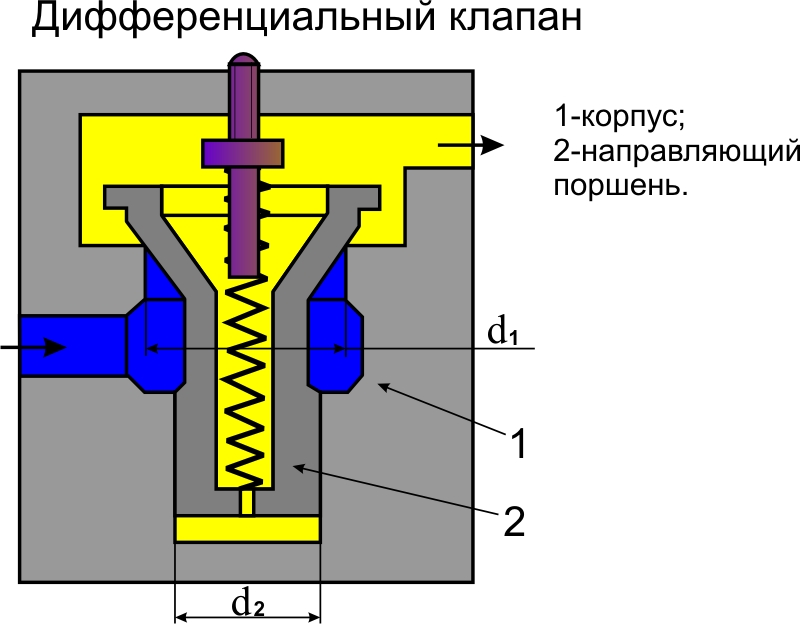 Дифференциальный клапан
1-корпус;
2-направляющий
поршень.
d1
1
2
d2